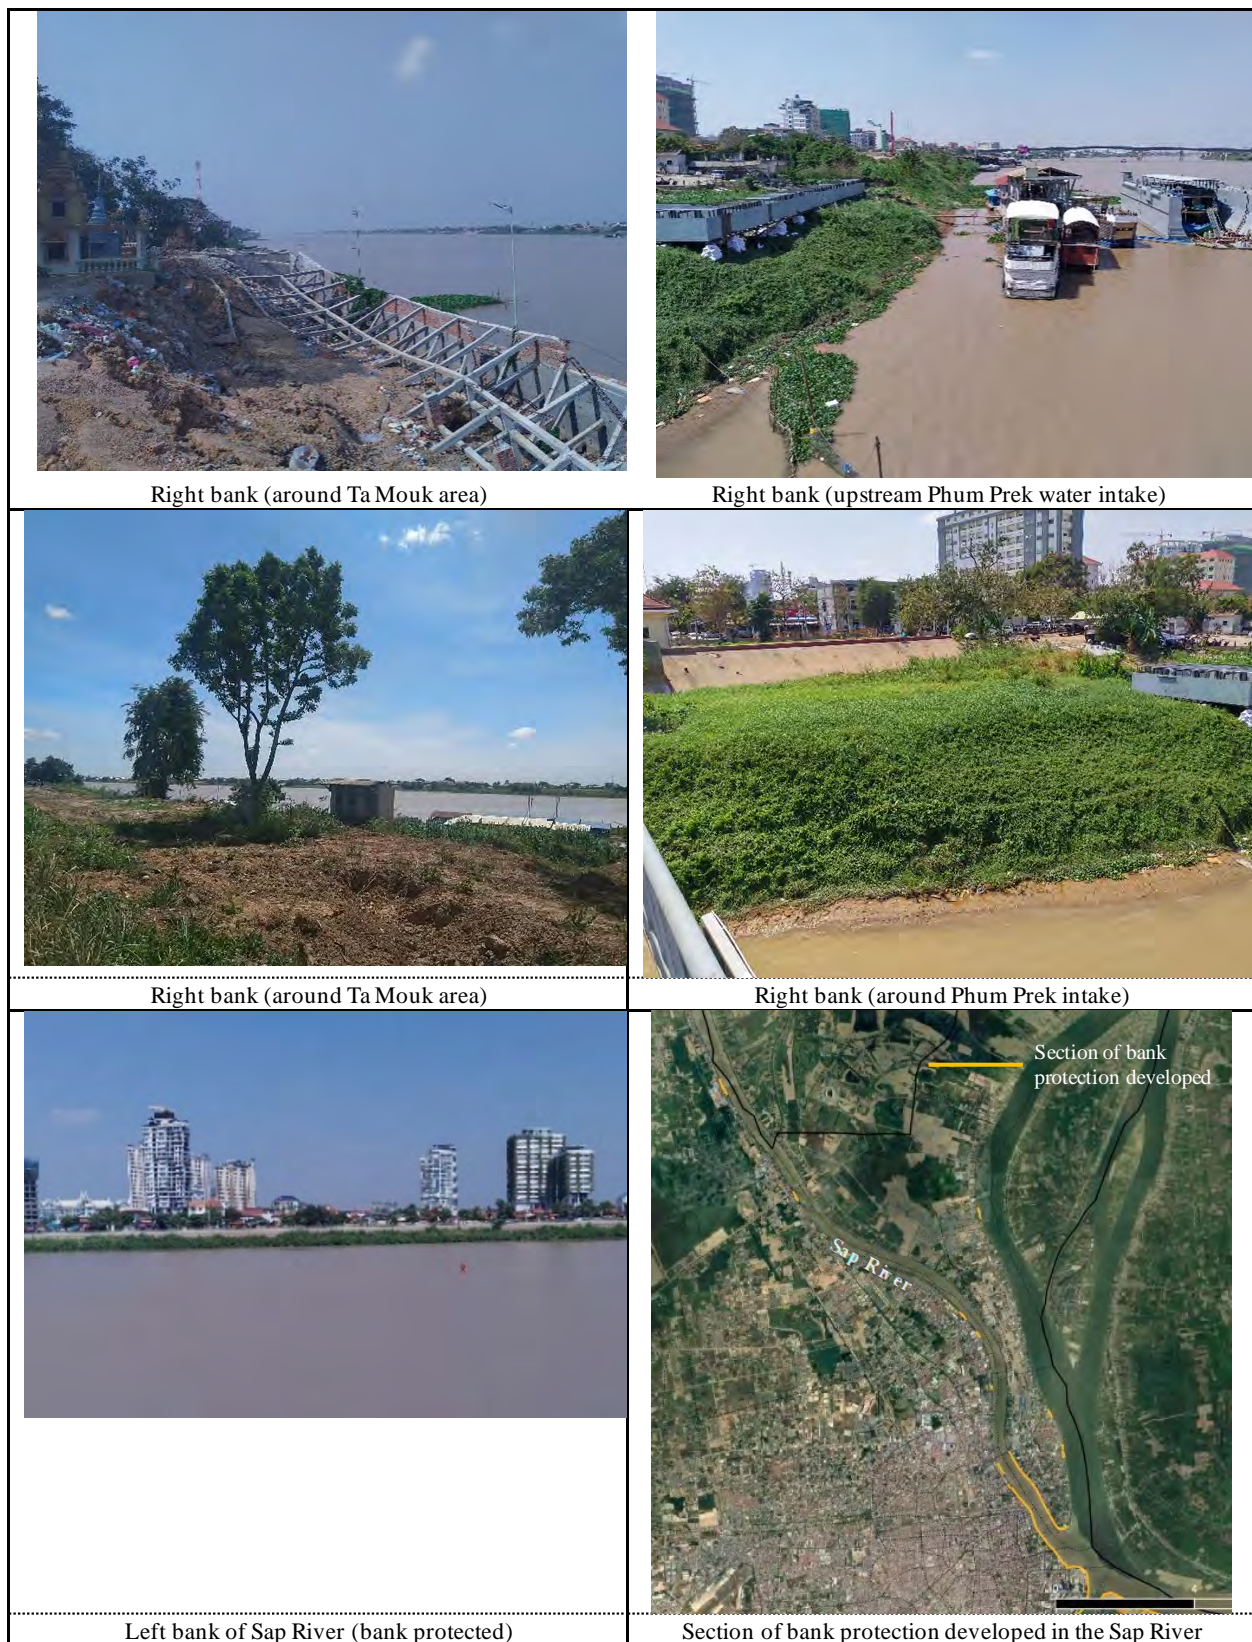 Right bank (around Ta Mouk area)
Right bank (upstream Phum Prek water intake)
Right bank (around Ta Mouk area)
Right bank (around Phum Prek intake)
Section of bank
protection developed
Sap River
Left bank of Sap River (bank protected)
Section of bank protection developed in the Sap River